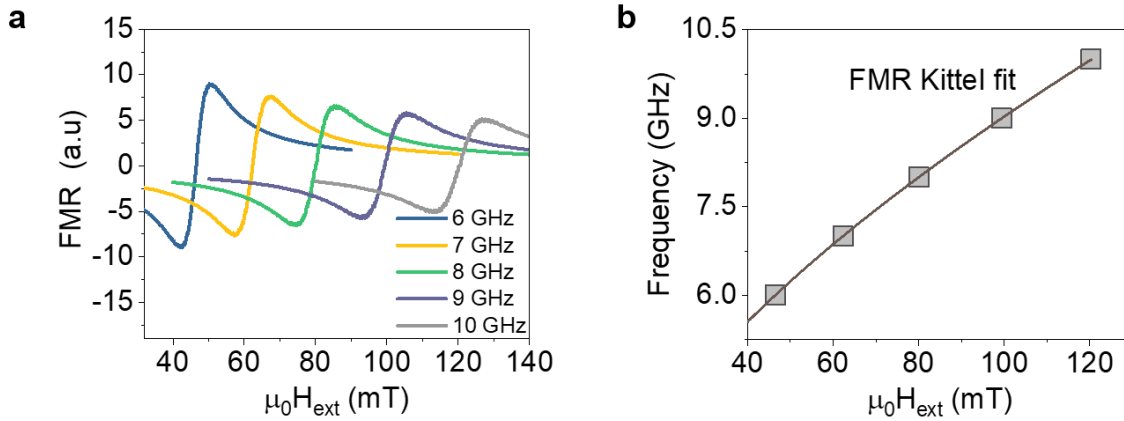 a
15
10
5
0
-5
-10
-15
FMR (a.u)
6 GHz
7 GHz
8 GHz
9 GHz
10 GHz
40 60 80 100 120 140
μ₀Hₑₓₜ (mT)
b
10.5
9.0
7.5
6.0
Frequency (GHz)
FMR Kittel fit
40 60 80 100 120
μ₀Hₑₓₜ (mT)